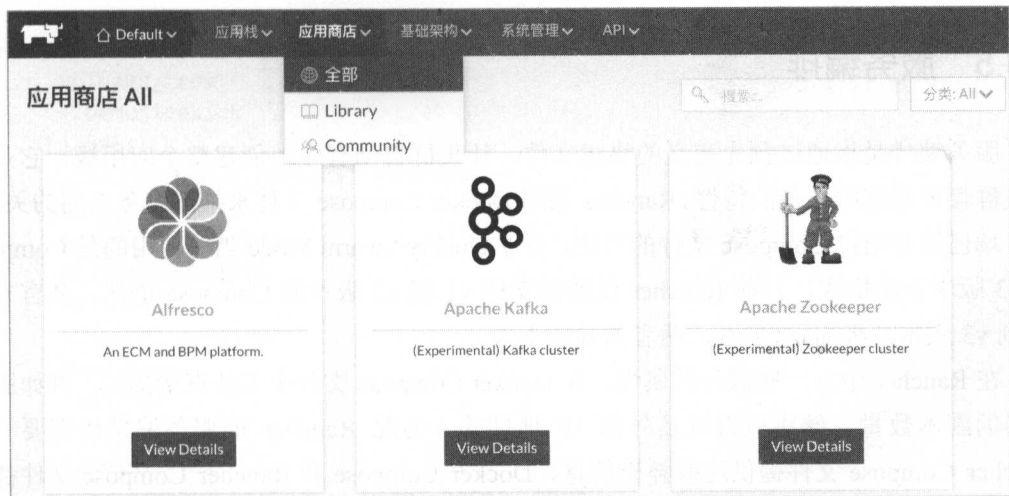 Default 应用栈 应用商店 基础架构 系统管理 API
全部
应用商店 All
搜索...
分类: All
Library
Community
Alfresco
Apache Kafka
Apache Zookeeper
An ECM and BPM platform.
(Experimental) Kafka cluster
(Experimental) Zookeeper cluster
View Details
View Details
View Details